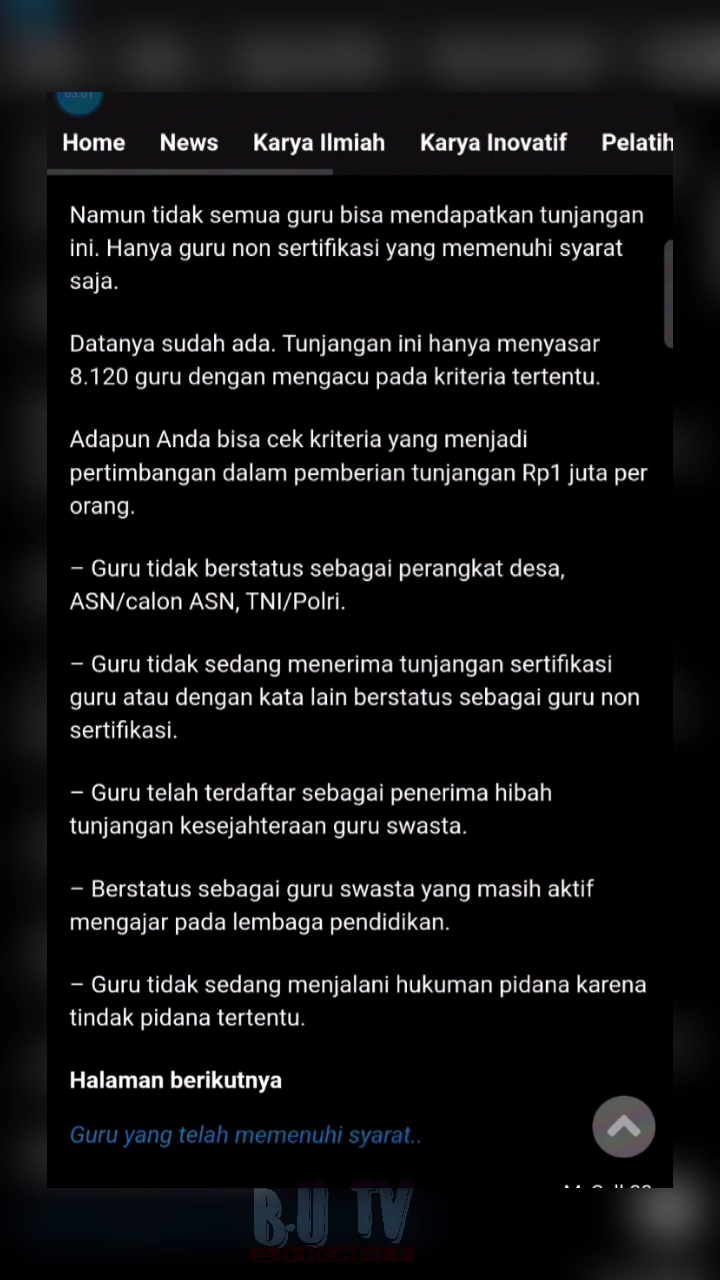 03:01
Home News Karya Ilmiah Karya Inovatif Pelatih
Namun tidak semua guru bisa mendapatkan tunjangan
ini. Hanya guru non sertifikasi yang memenuhi syarat
saja.
Datanya sudah ada. Tunjangan ini hanya menyasar
8.120 guru dengan mengacu pada kriteria tertentu.
Adapun Anda bisa cek kriteria yang menjadi
pertimbangan dalam pemberian tunjangan Rp1 juta per
orang.
– Guru tidak berstatus sebagai perangkat desa,
ASN/calon ASN, TNI/Polri.
– Guru tidak sedang menerima tunjangan sertifikasi
guru atau dengan kata lain berstatus sebagai guru non
sertifikasi.
– Guru telah terdaftar sebagai penerima hibah
tunjangan kesejahteraan guru swasta.
– Berstatus sebagai guru swasta yang masih aktif
mengajar pada lembaga pendidikan.
– Guru tidak sedang menjalani hukuman pidana karena
tindak pidana tertentu.
Halaman berikutnya
Guru yang telah memenuhi syarat..
B.U TV